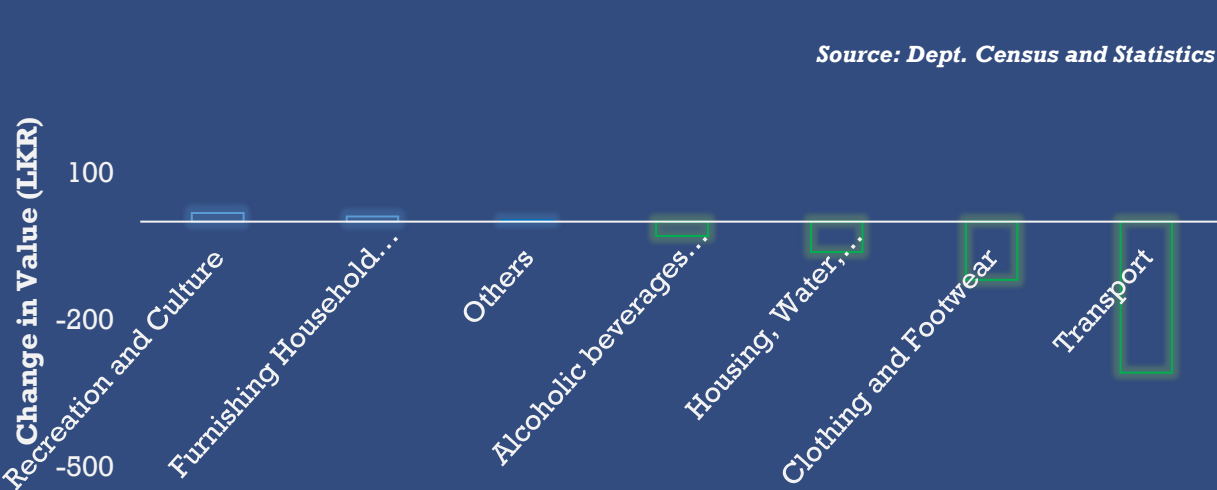 Source: Dept. Census and Statistics
Change in Value (LKR)
100
-200
-500
Recreation and Culture
Furnishing Household...
Others
Alcoholic beverages...
Housing, Water,...
Clothing and Footwear
Transport